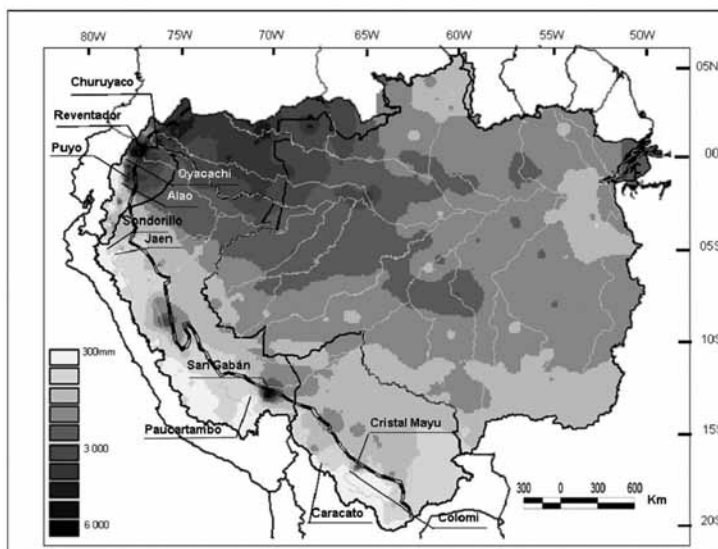 80W 75W 70W 65W 60W 55W 50W
05N
Churuyaco
Reventador
Puyo
00W
Oyacachi
Alao
Sondorillo
Jaen
05S
10S
300mm
San Gabán
Paucartambo
Cristal Mayu
15S
3 000
300 0 300 600 Km
Caracato
Colomi
6 000
20S